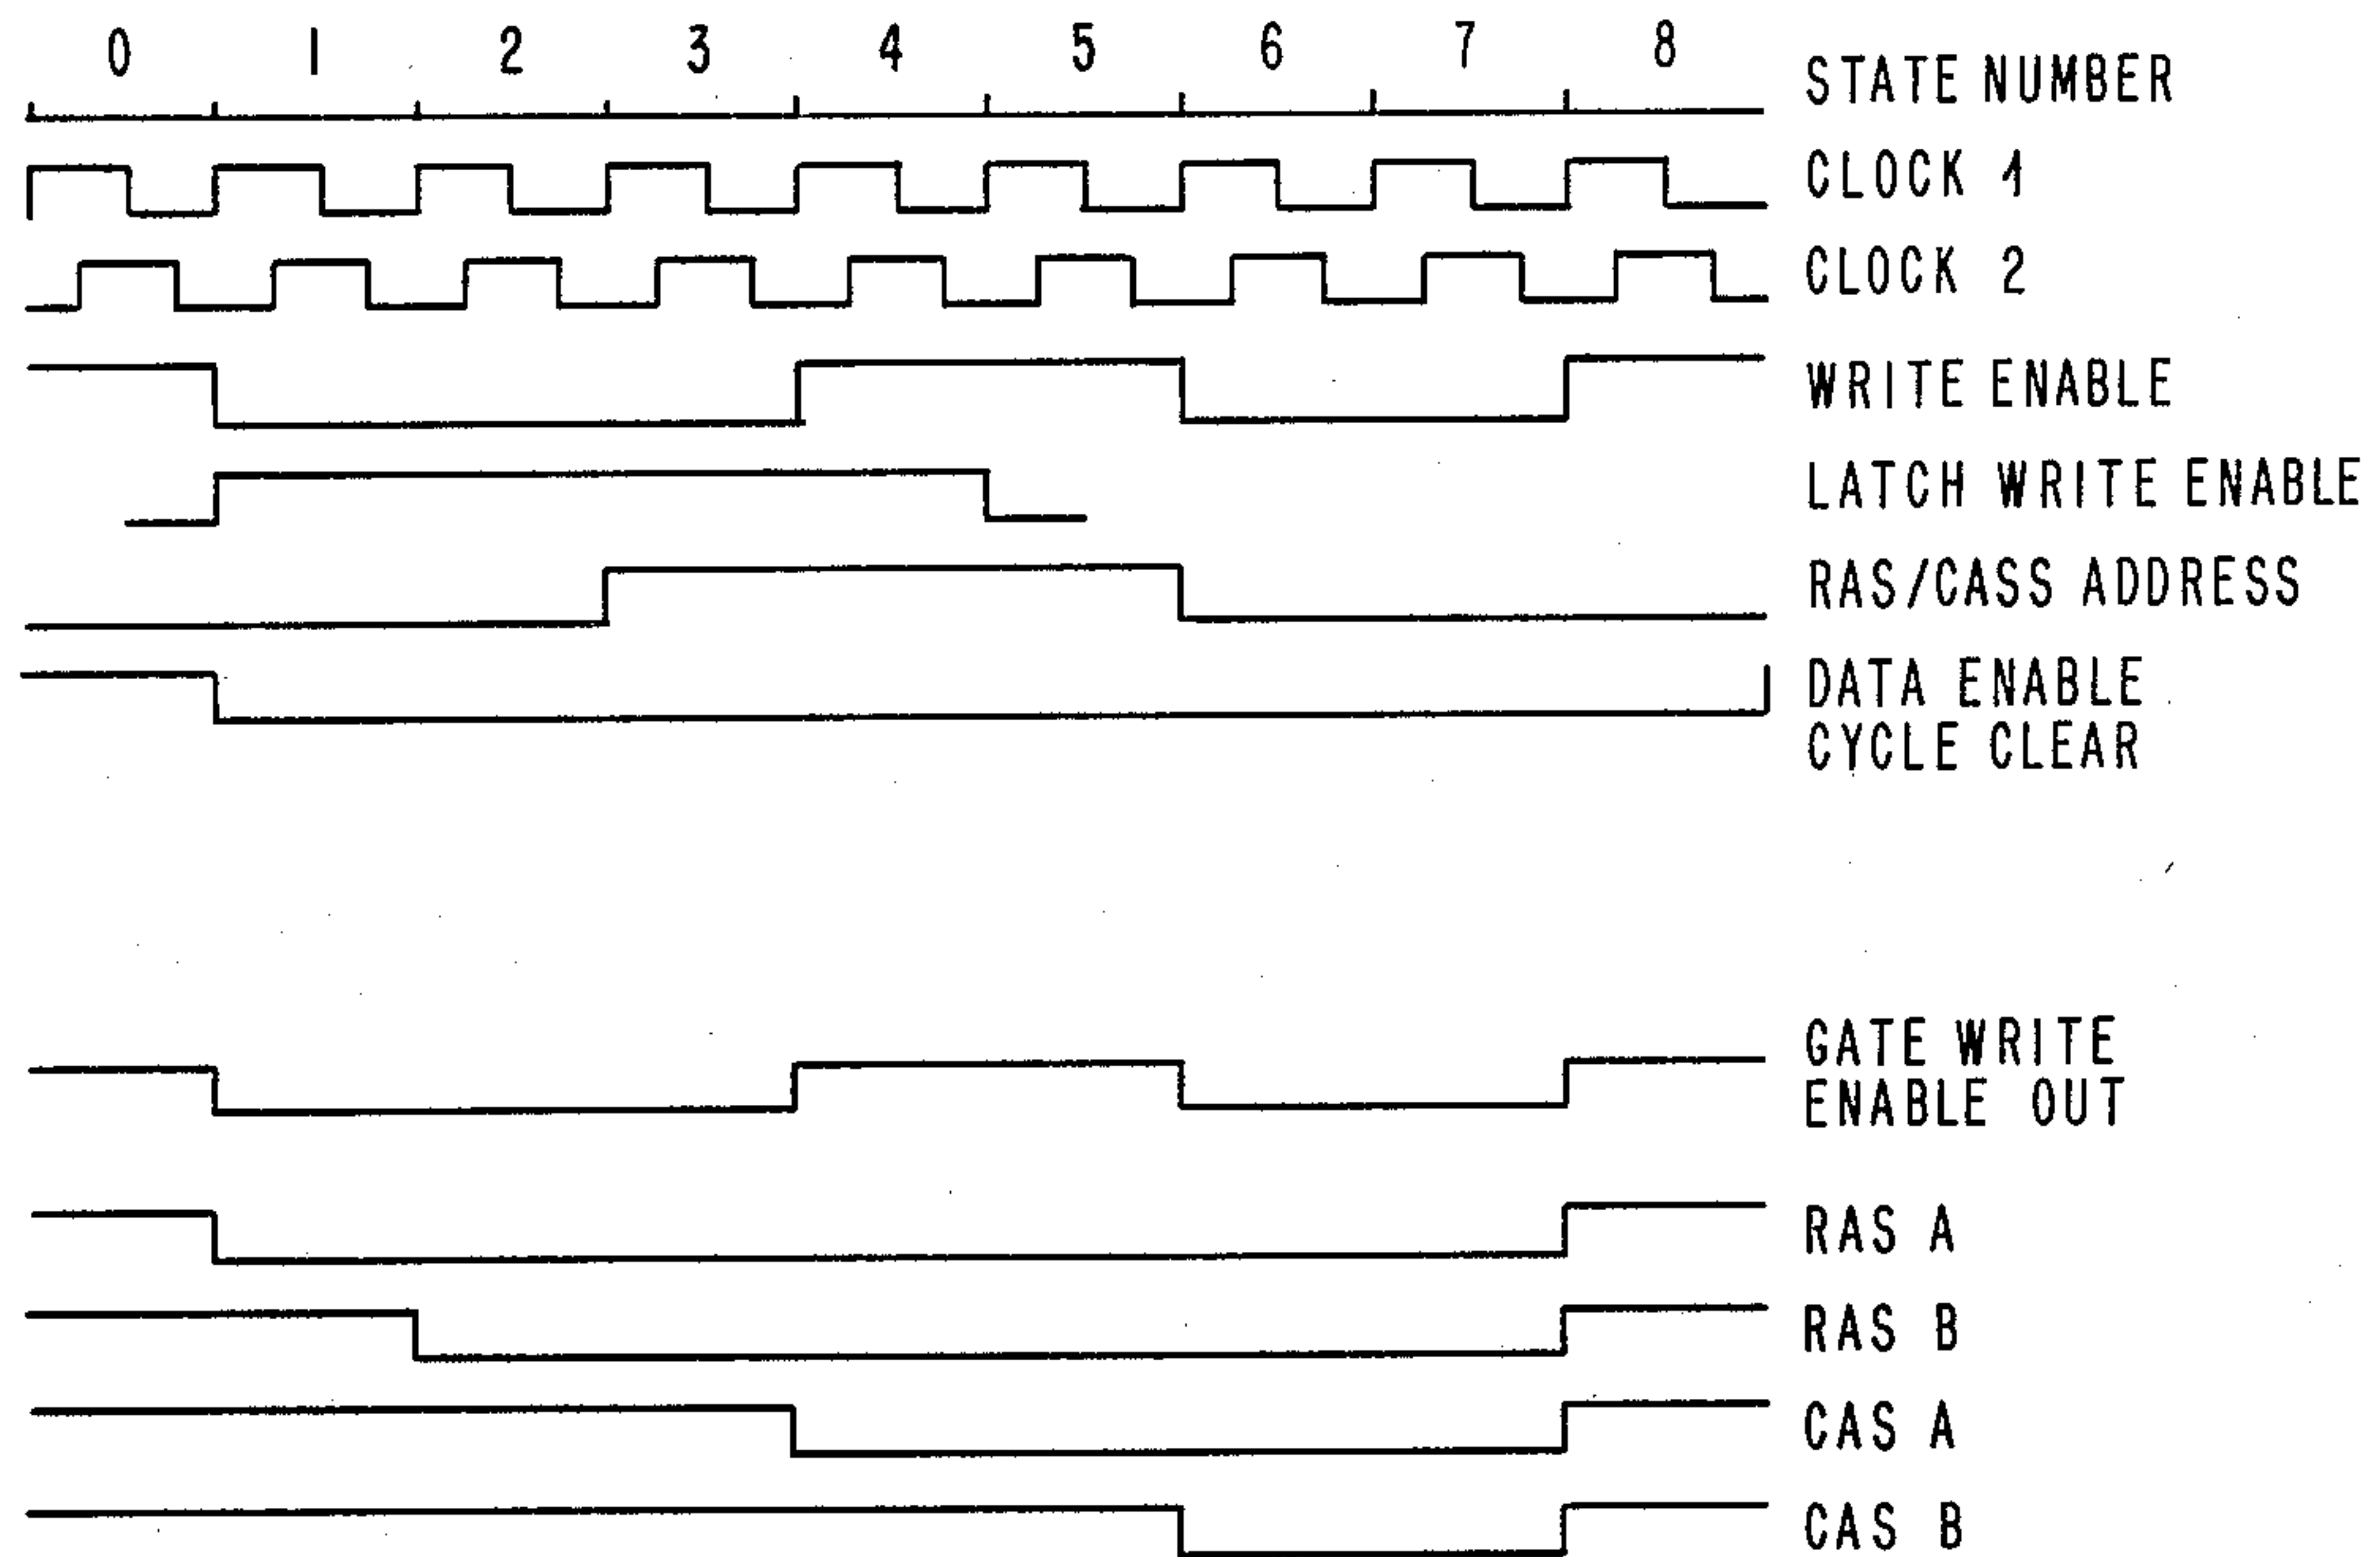 0 1 2 3 4 5 6 7 8 STATE NUMBER
CLOCK 1
CLOCK 2
WRITE ENABLE
LATCH WRITE ENABLE
RAS/CASS ADDRESS
DATA ENABLE
CYCLE CLEAR
GATE WRITE
ENABLE OUT
RAS A
RAS B
CAS A
CAS B